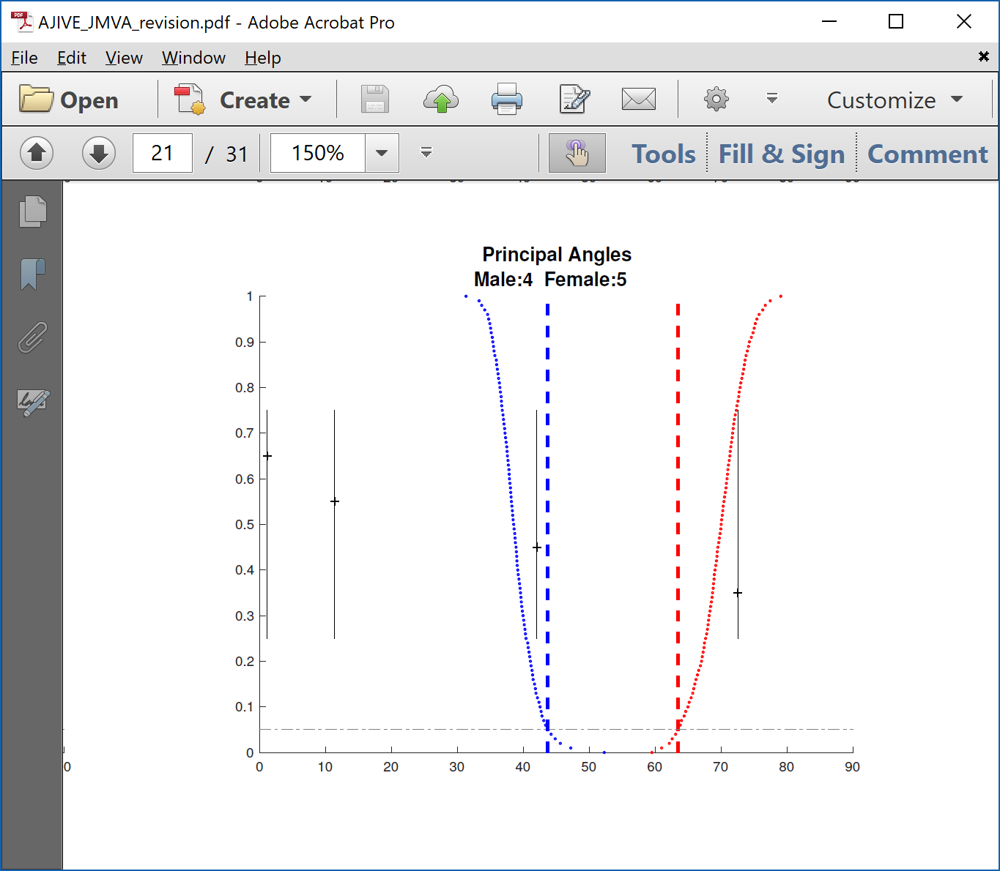 AJIVE_JMVA_revision.pdf - Adobe Acrobat Pro
File Edit View Window Help
Open Create Customize
21 / 31 150% Tools Fill & Sign Comment
Principal Angles
Male:4 Female:5
1
0.9
0.8
0.7
0.6
0.5
0.4
0.3
0.2
0.1
0
0 0 10 20 30 40 50 60 70 80 90